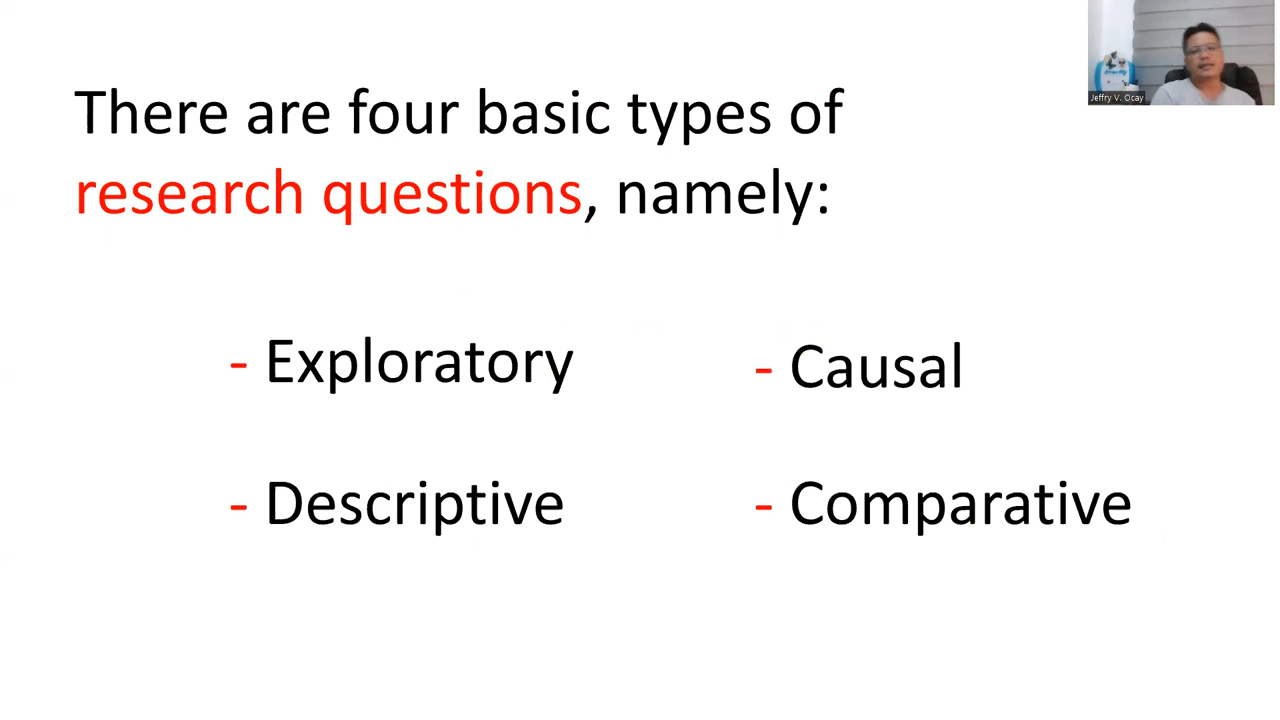 There are four basic types of
research questions, namely:
- Exploratory
- Causal
- Descriptive
- Comparative
Jeffry V. Ocay